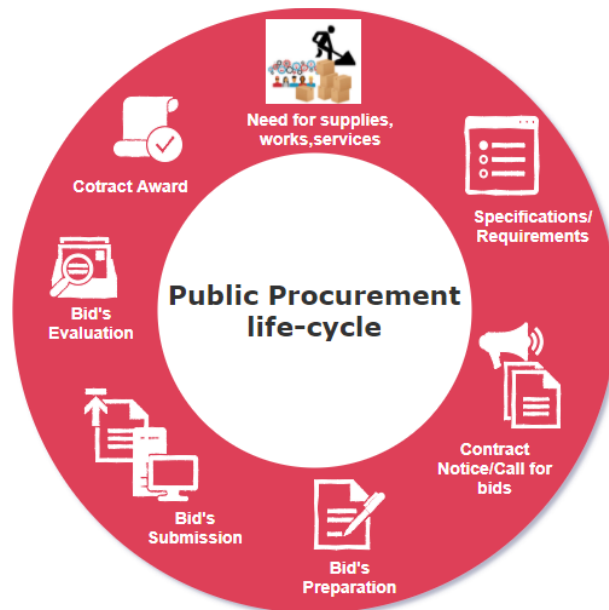 Need for supplies,
works,services
Specifications/
Requirements
Contract
Notice/Call for
bids
Bid's
Preparation
Bid's
Submission
Bid's
Evaluation
Cotract Award
Public Procurement
life-cycle